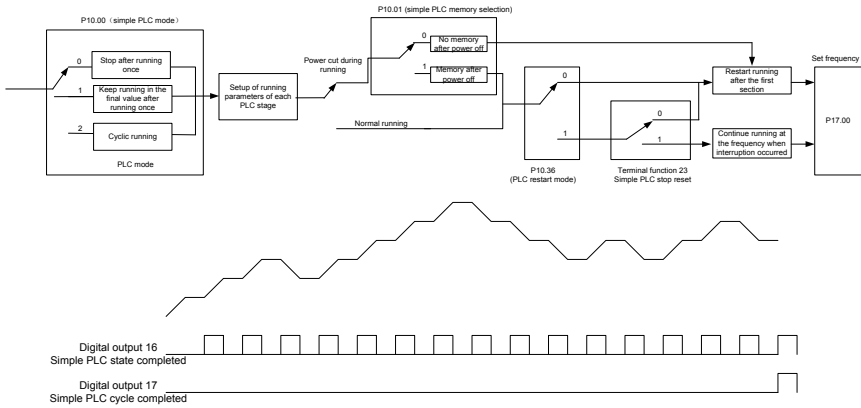 P10.00（simple PLC mode)
0
Stop after running
once
1
Keep running in the
final value after
running once
2
Cyclic running
PLC mode
Setup of running
parameters of each
PLC stage
Power cut during
running
Normal running
P10.01 (simple PLC memory selection)
0
No memory
after power off
1
Memory after
power off
0
1
P10.36
(PLC restart mode)
0
1
Terminal function 23
Simple PLC stop reset
Restart running
after the first
section
Continue running at
the frequency when
interruption occurred
Set frequency
P17.00
Digital output 16
Simple PLC state completed
Digital output 17
Simple PLC cycle completed